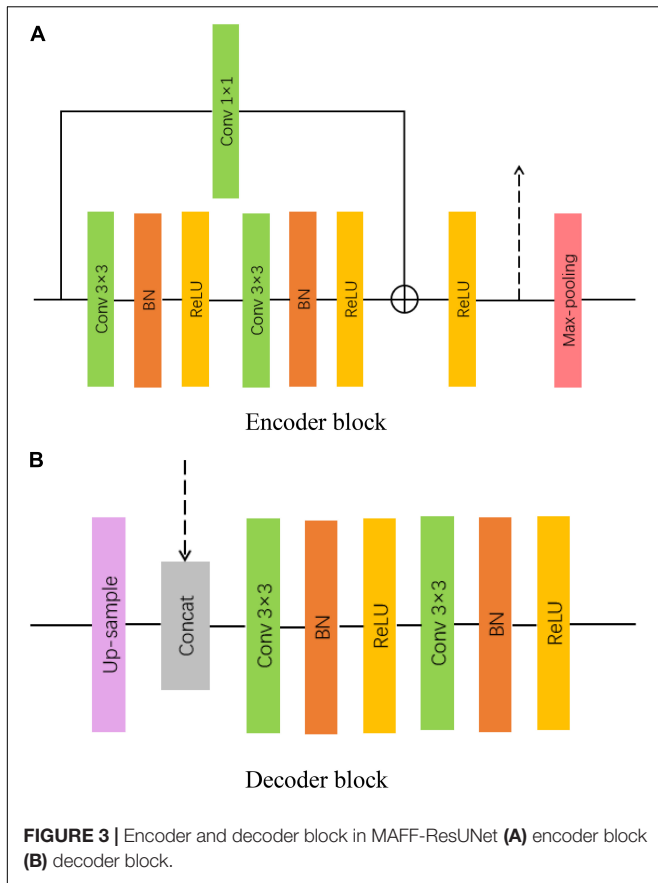 A
Conv 1×1
Conv 3×3
BN
ReLU
Conv 3×3
BN
ReLU
ReLU
Max-pooling
Encoder block
B
Up-sample
Concat
Conv 3×3
BN
ReLU
Conv 3×3
BN
ReLU
Decoder block
FIGURE 3 | Encoder and decoder block in MAFF-ResUNet (A) encoder block
(B) decoder block.